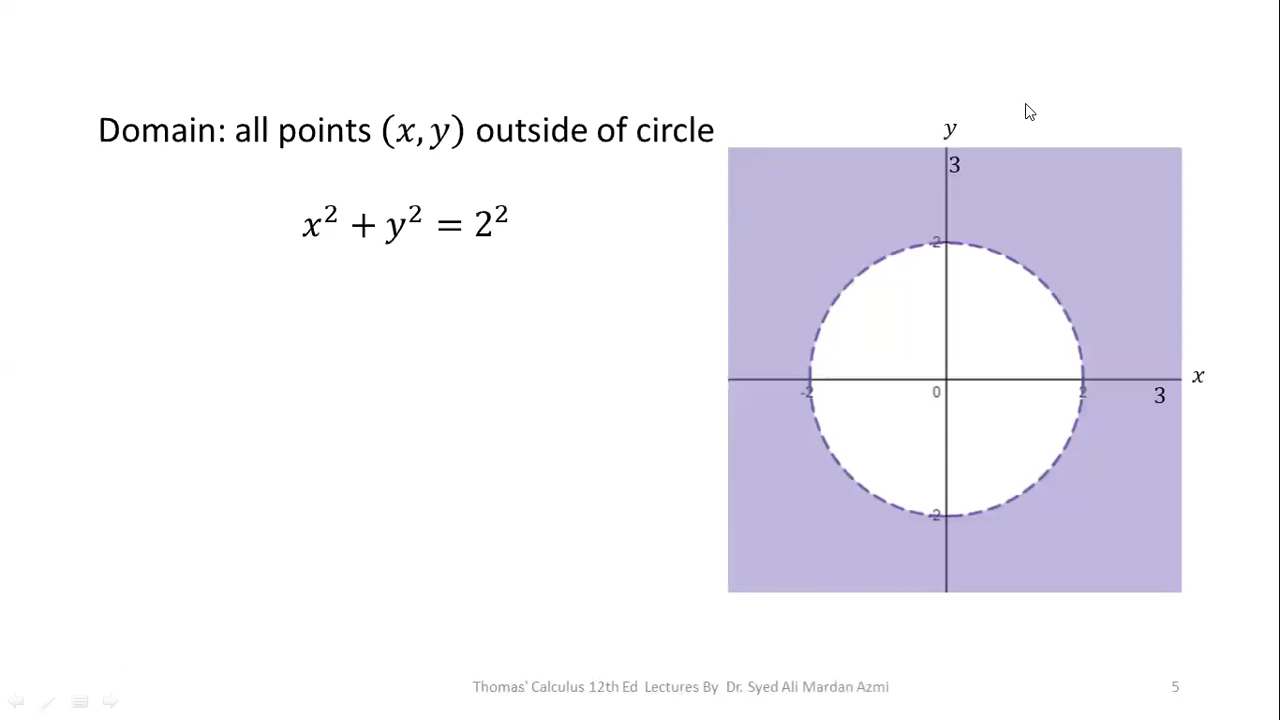 Domain: all points (x, y) outside of circle
x² + y² = 2²
y
3
2
x
-2
0
2
3
-2
Thomas' Calculus 12th Ed Lectures By Dr. Syed Ali Mardan Azmi
5